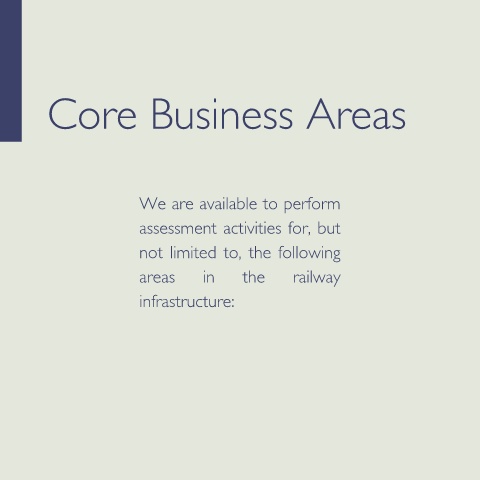 Core Business Areas
We are available to perform
assessment activities for, but
not limited to, the following
areas in the railway
infrastructure: